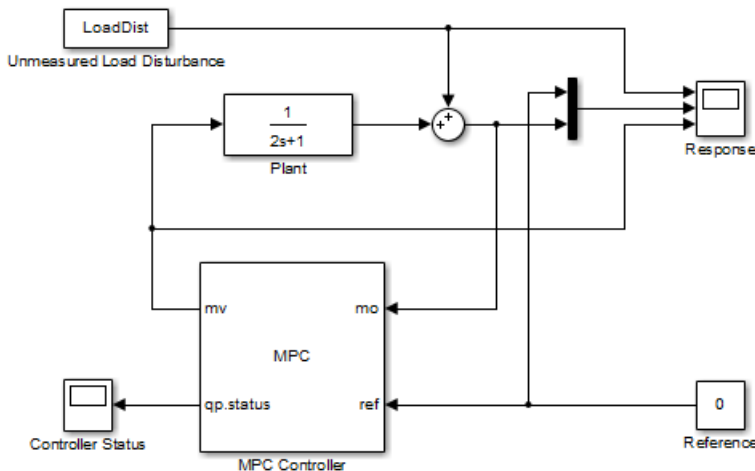 LoadDist
Unmeasured Load Disturbance
1
2s+1
Plant
+
+
Response
mv
mo
MPC
qp.status
ref
0
Controller Status
MPC Controller
Reference